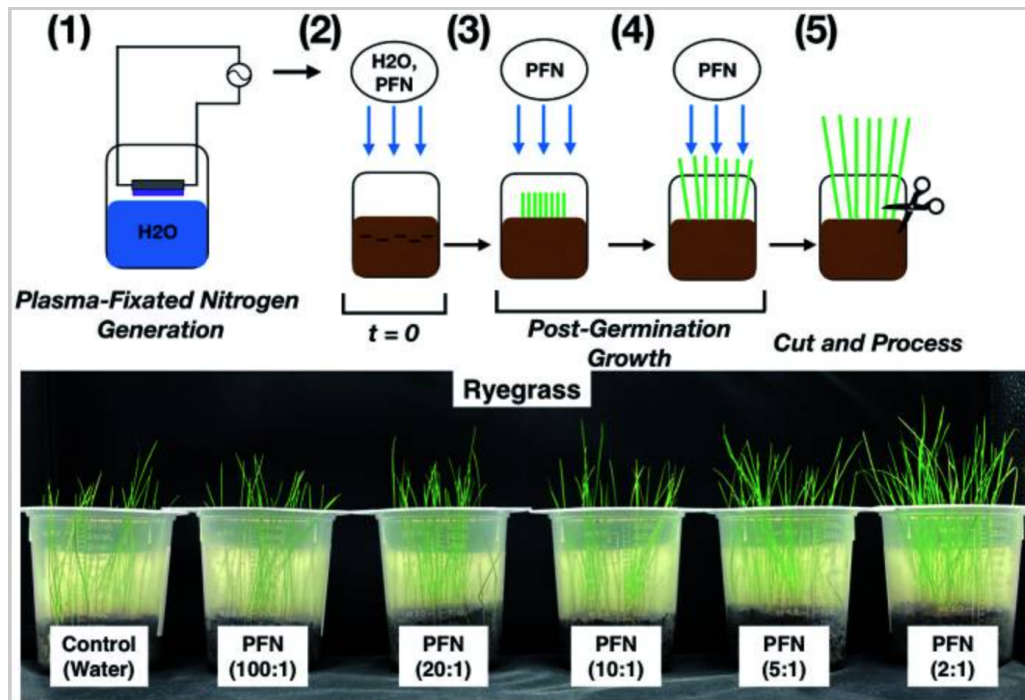 (1)
(2)
(3)
(4)
(5)
H2O,
PFN
PFN
PFN
H2O
Plasma-Fixated Nitrogen
Generation
t = 0
Post-Germination
Growth
Cut and Process
Ryegrass
Control
(Water)
PFN
(100:1)
PFN
(20:1)
PFN
(10:1)
PFN
(5:1)
PFN
(2:1)